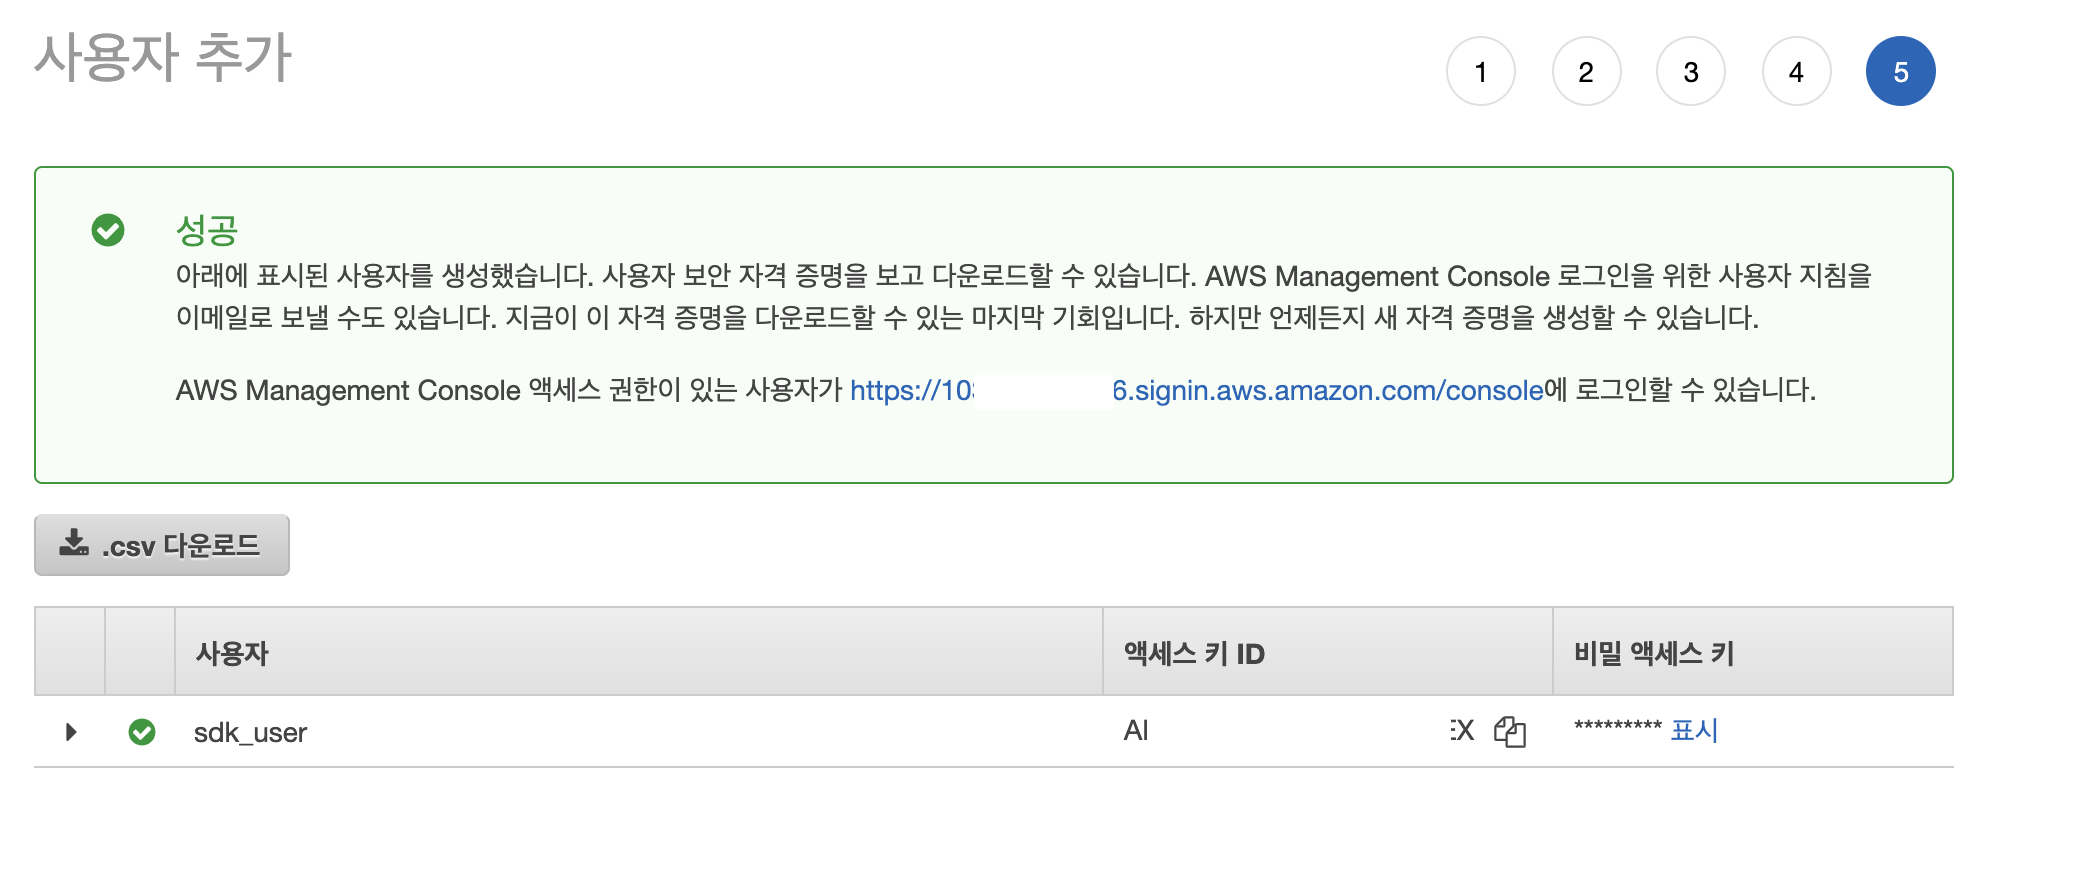 사용자 추가
1 2 3 4 5
성공
아래에 표시된 사용자를 생성했습니다. 사용자 보안 자격 증명을 보고 다운로드할 수 있습니다. AWS Management Console 로그인을 위한 사용자 지침을
이메일로 보낼 수도 있습니다. 지금이 이 자격 증명을 다운로드할 수 있는 마지막 기회입니다. 하지만 언제든지 새 자격 증명을 생성할 수 있습니다.
AWS Management Console 액세스 권한이 있는 사용자가 https://10 6.signin.aws.amazon.com/console에 로그인할 수 있습니다.
.csv 다운로드
사용자 액세스 키 ID 비밀 액세스 키
sdk_user AI EX ********* 표시